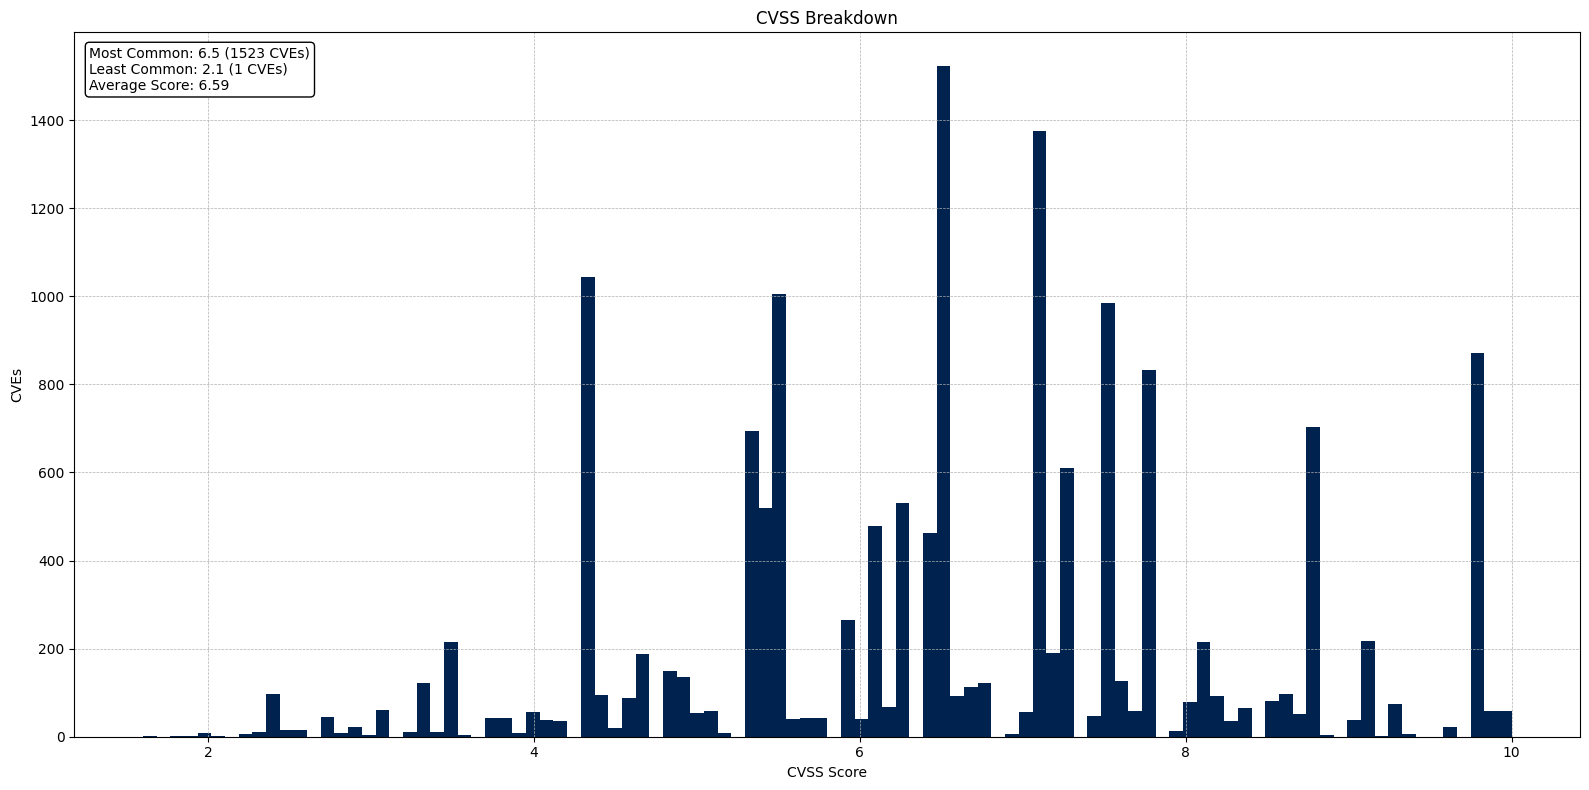 CVSS Breakdown
Most Common: 6.5 (1523 CVEs)
Least Common: 2.1 (1 CVEs)
Average Score: 6.59
1400
1200
1000
800
600
400
200
0
CVEs
2 4 6 8 10
CVSS Score